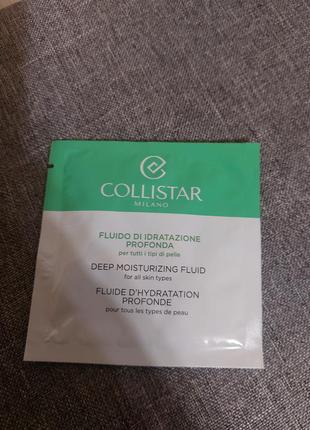 COLLISTAR
MILANO
FLUIDO DI IDRATAZIONE
PROFONDA
per tutti i tipi di pelle
DEEP MOISTURIZING FLUID
for all skin types
FLUIDE D'HYDRATATION
PROFONDE
pour tous les types de peau